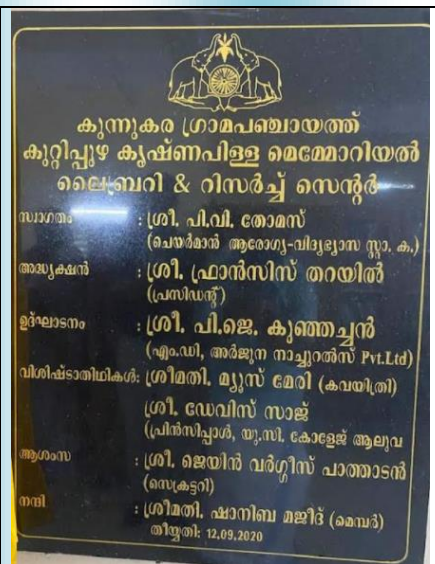 കുന്നുകര ഗ്രാമപഞ്ചായത്ത്
കുറ്റിപ്പുഴ കൃഷ്ണപിള്ള മെമ്മോറിയൽ
ലൈബ്രറി & റിസർച്ച് സെന്റർ
സ്വാഗതം : ശ്രീ. പി.വി. തോമസ്
(ചെയർമാൻ ആരോഗ്യ-വിദ്യഭ്യാസ സ്റ്റാ. ക.)
അദ്ധ്യക്ഷൻ : ശ്രീ. ഫ്രാൻസിസ് തറയിൽ
(പ്രസിഡന്റ്)
ഉദ്ഘാടനം : ശ്രീ. പി.ജെ. കുഞ്ഞച്ചൻ
(എം.ഡി, അർജുന നാച്ചുറൽസ് Pvt.Ltd)
വിശിഷ്ടാതിഥികൾ: ശ്രീമതി. മ്യൂസ് മേരി (കവയിത്രി)
ശ്രീ. ഡേവിസ് സാജ്
(പ്രിൻസിപ്പാൾ, യു.സി. കോളേജ് ആലുവ
ആശംസ : ശ്രീ. ജെയിൻ വർഗ്ഗീസ് പാത്താടൻ
(സെക്രട്ടറി)
നന്ദി : ശ്രീമതി. ഷാനിബ മജീദ് (മെമ്പർ)
തീയ്യതി: 12.09.2020